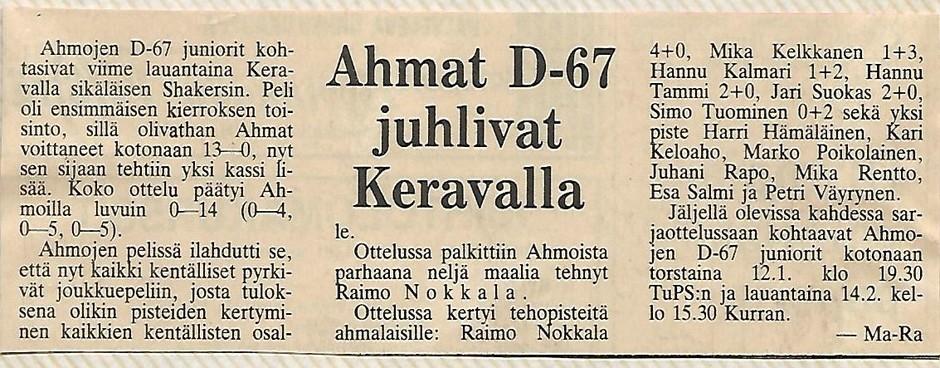 Ahmat D-67
juhlivat
Keravalla
Ahmojen D-67 juniorit koh-
tasivat viime lauantaina Kera-
valla sikäläisen Shakersin. Peli
oli ensimmäisen kierroksen toi-
sinto, sillä olivathan Ahmat
voittaneet kotonaan 13—0, nyt
sen sijaan tehtiin yksi kassi li-
sää. Koko ottelu päätyi Ah-
moilla luvuin 0—14 (0—4,
0—5, 0—5).
Ahmojen pelissä ilahdutti se,
että nyt kaikki kentälliset pyrki-
vät joukkuepeliin, josta tulok-
sena olikin pisteiden kertymi-
nen kaikkien kentällisten osal-
le.
Ottelussa palkittiin Ahmoista
parhaana neljä maalia tehnyt
Raimo Nokkala.
Ottelussa kertyi tehopisteitä
ahmalaisille: Raimo Nokkala
4+0, Mika Kelkkanen 1+3,
Hannu Kalmari 1+2, Hannu
Tammi 2+0, Jari Suokas 2+0,
Simo Tuominen 0+2 sekä yksi
piste Harri Hämäläinen, Kari
Keloaho, Marko Poikolainen,
Juhani Rapo, Mika Rentto,
Esa Salmi ja Petri Väyrynen.
Jäljellä olevissa kahdessa sar-
jaottelussaan kohtaavat Ahmo-
jen D-67 juniorit kotonaan
torstaina 12.1. klo 19.30
TuPS:n ja lauantaina 14.2. kel-
lo 15.30 Kurran.
— Ma-Ra